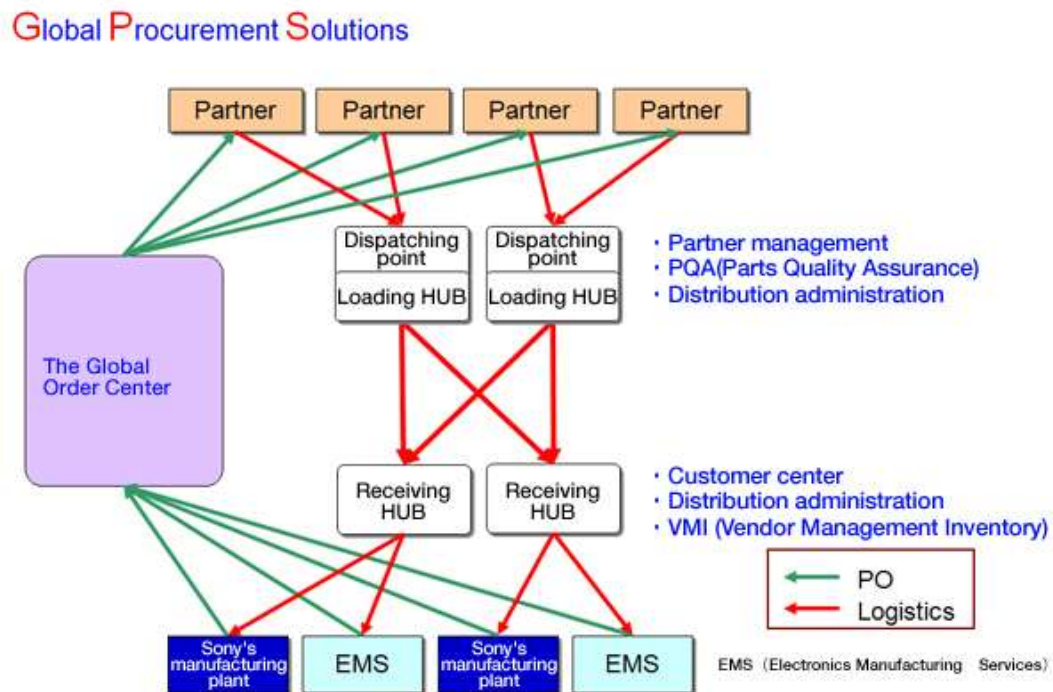 Global Procurement Solutions
Partner
Partner
Partner
Partner
Dispatching
point
Loading HUB
Dispatching
point
Loading HUB
・Partner management
・PQA(Parts Quality Assurance)
・Distribution administration
The Global
Order Center
Receiving
HUB
Receiving
HUB
・Customer center
・Distribution administration
・VMI (Vendor Management Inventory)
PO
Logistics
Sony's
manufacturing
plant
EMS
Sony's
manufacturing
plant
EMS
EMS（Electronics Manufacturing Services）